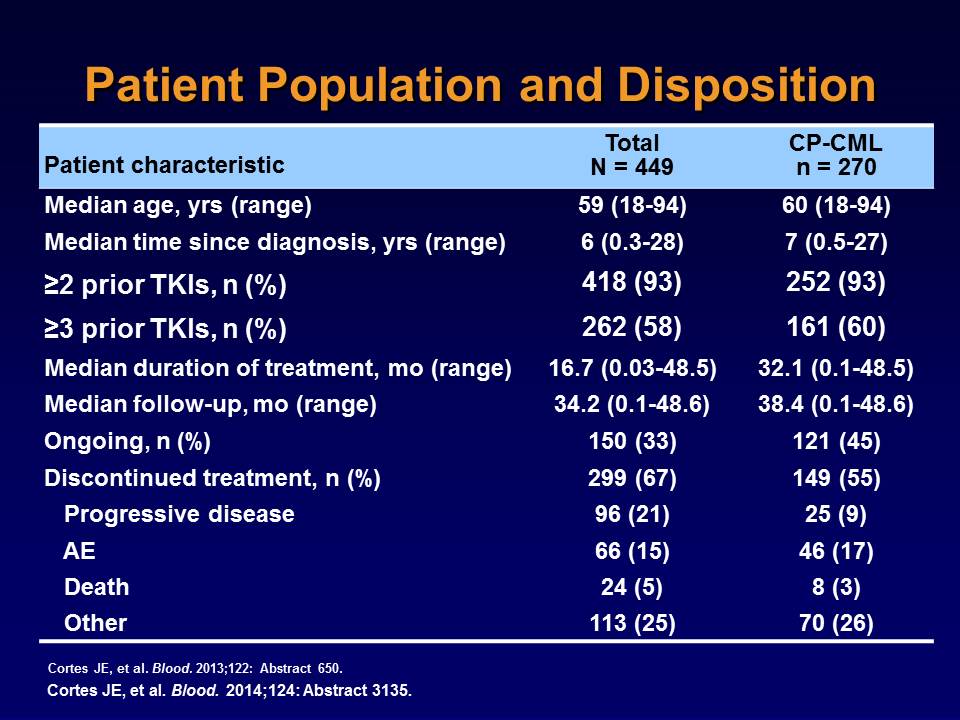 Patient Population and Disposition
Patient characteristic Total N = 449 CP-CML n = 270
Median age, yrs (range) 59 (18-94) 60 (18-94)
Median time since diagnosis, yrs (range) 6 (0.3-28) 7 (0.5-27)
≥2 prior TKIs, n (%) 418 (93) 252 (93)
≥3 prior TKIs, n (%) 262 (58) 161 (60)
Median duration of treatment, mo (range) 16.7 (0.03-48.5) 32.1 (0.1-48.5)
Median follow-up, mo (range) 34.2 (0.1-48.6) 38.4 (0.1-48.6)
Ongoing, n (%) 150 (33) 121 (45)
Discontinued treatment, n (%) 299 (67) 149 (55)
Progressive disease 96 (21) 25 (9)
AE 66 (15) 46 (17)
Death 24 (5) 8 (3)
Other 113 (25) 70 (26)
Cortes JE, et al. Blood. 2013;122: Abstract 650.
Cortes JE, et al. Blood. 2014;124: Abstract 3135.